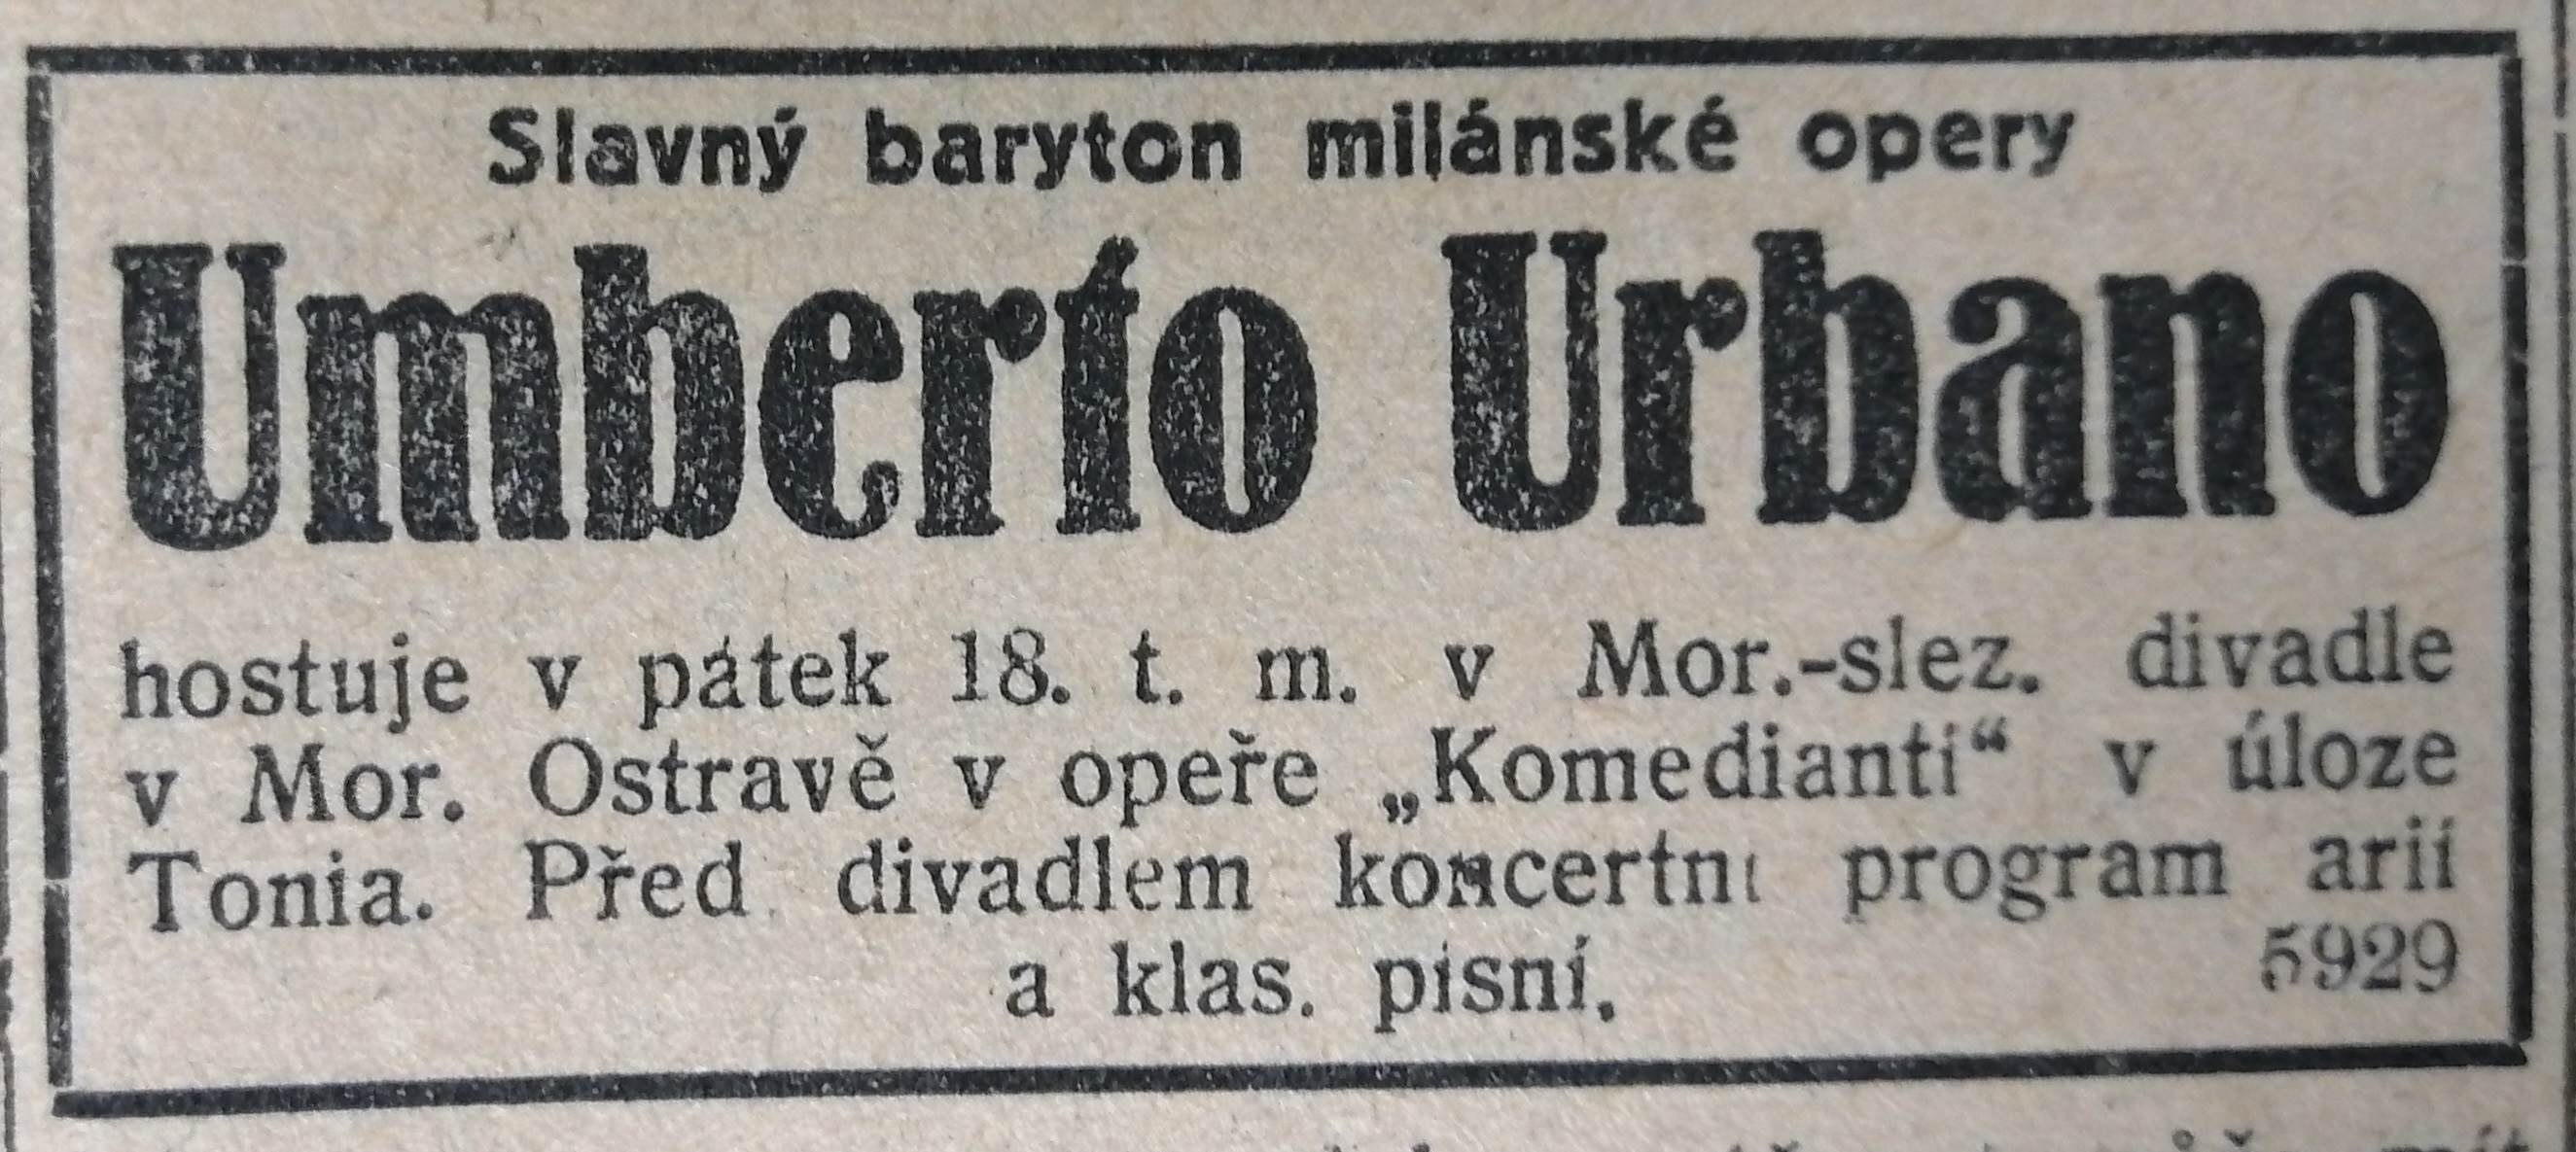 Slavný baryton milánské opery
Umberto Urbano
hostuje v pátek 18. t. m. v Mor.-slez. divadle
v Mor. Ostravě v opeře „Komedianti“ v úloze
Tonia. Před divadlem koncertní program arií
a klas. písní.
5929